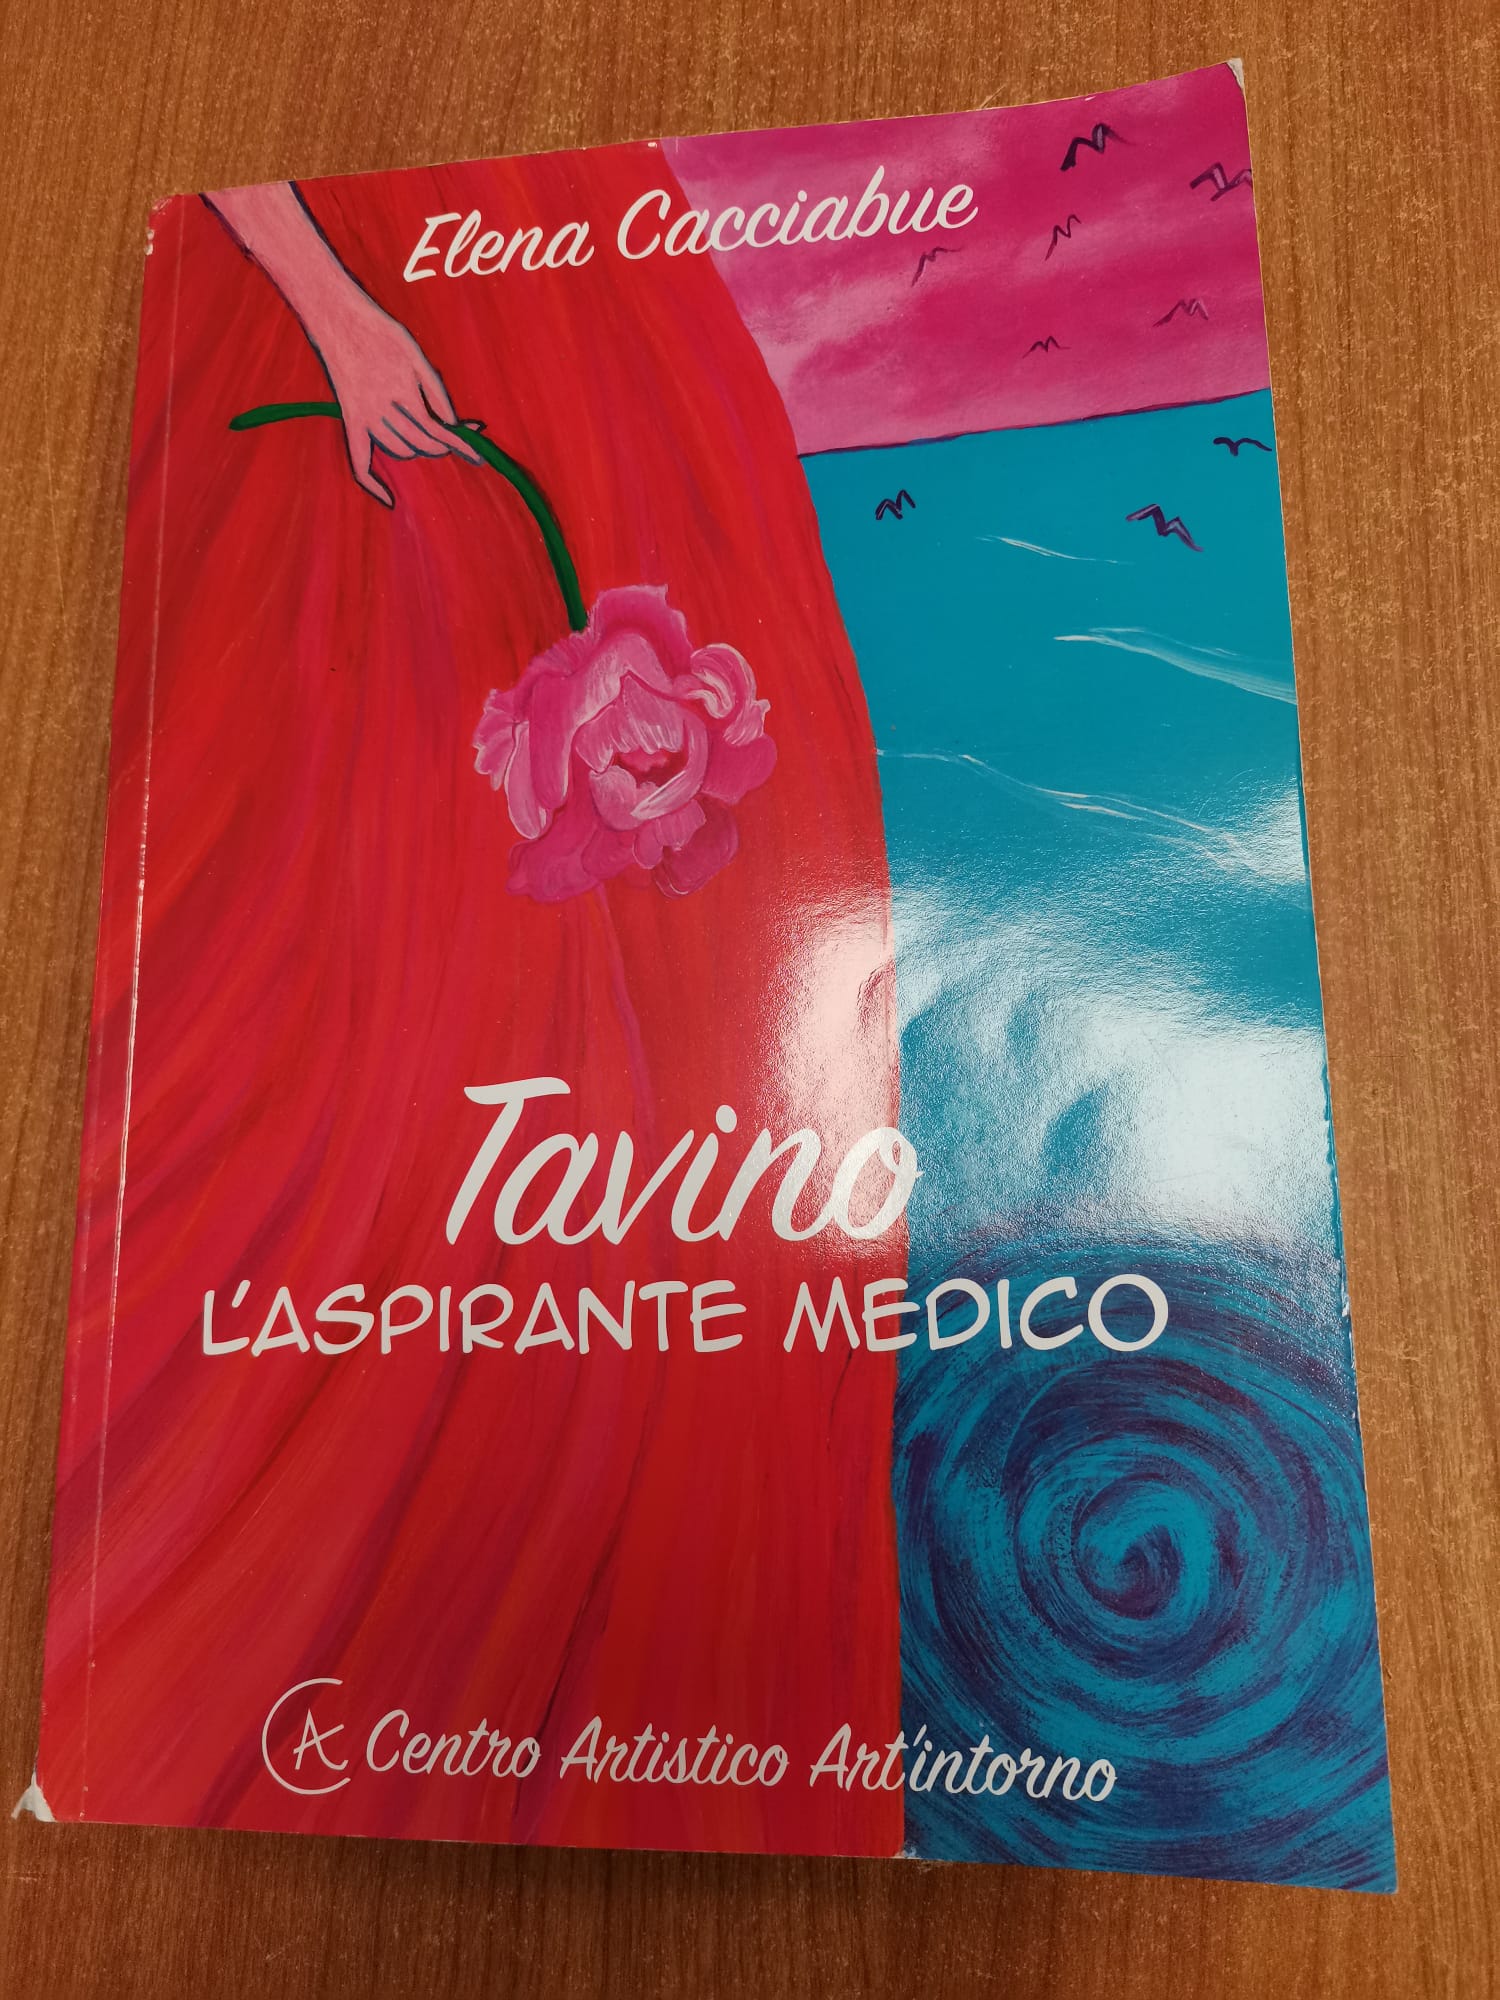 Elena Cacciabue
Tavino
L'ASPIRANTE MEDICO
CA Centro Artistico Art'intorno